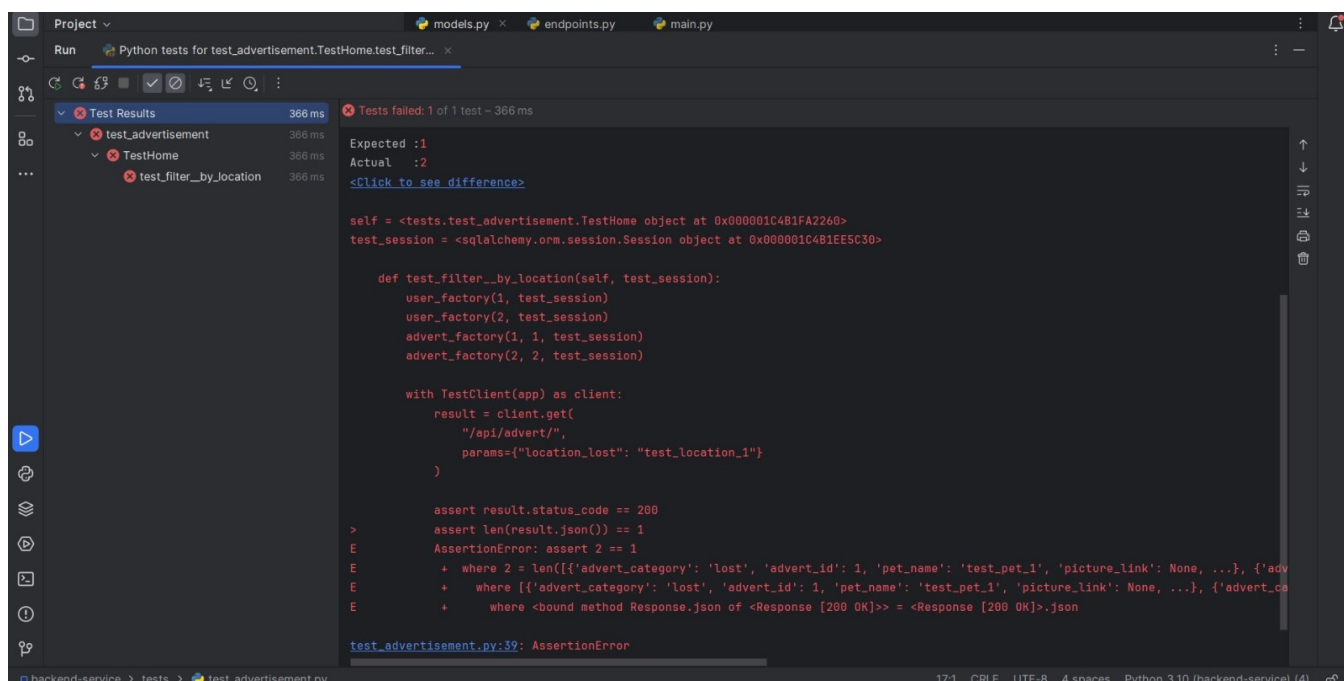 Project
models.py
endpoints.py
main.py
Run
Python tests for test_advertisement.TestHome.test_filter...
Test Results 366 ms
test_advertisement 366 ms
TestHome 366 ms
test_filter__by_location 366 ms
Tests failed: 1 of 1 test – 366 ms
Expected :1
Actual   :2
<Click to see difference>
self = <tests.test_advertisement.TestHome object at 0x000001C4B1FA2260>
test_session = <sqlalchemy.orm.session.Session object at 0x000001C4B1EE5C30>
    def test_filter__by_location(self, test_session):
        user_factory(1, test_session)
        user_factory(2, test_session)
        advert_factory(1, 1, test_session)
        advert_factory(2, 2, test_session)
        with TestClient(app) as client:
            result = client.get(
                "/api/advert/",
                params={"location_lost": "test_location_1"}
            )
            assert result.status_code == 200
>           assert len(result.json()) == 1
E           AssertionError: assert 2 == 1
E            +  where 2 = len([{'advert_category': 'lost', 'advert_id': 1, 'pet_name': 'test_pet_1', 'picture_link': None, ...}, {'adv
E            +    where [{'advert_category': 'lost', 'advert_id': 1, 'pet_name': 'test_pet_1', 'picture_link': None, ...}, {'advert_ca
E            +      where <bound method Response.json of <Response [200 OK]>> = <Response [200 OK]>.json
test_advertisement.py:39: AssertionError
backend-service > tests > test_advertisement.py
17:1 CRLF UTF-8 4 spaces Python 3.10 (backend-service) (4)